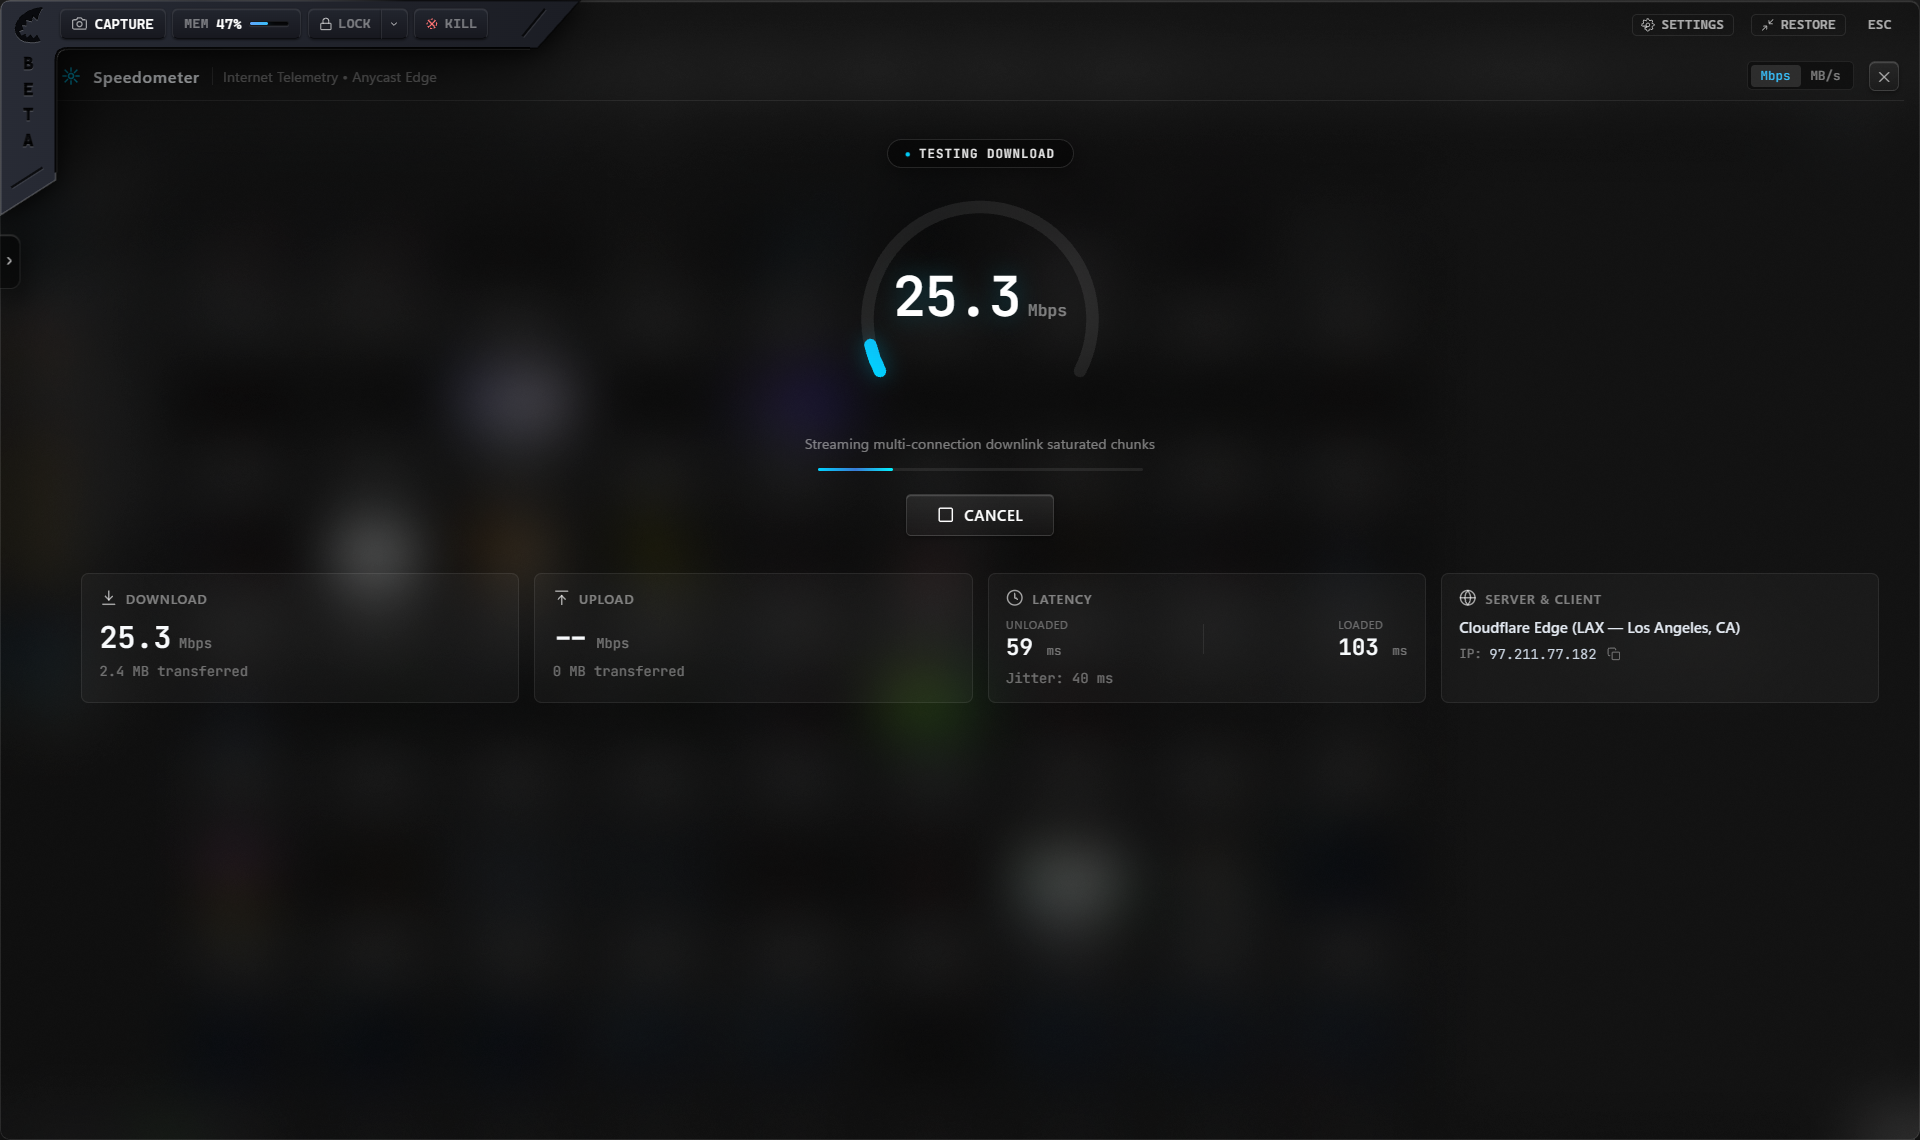 CAPTURE
MEM 47%
LOCK
KILL
SETTINGS
RESTORE
ESC
BETA
Speedometer
Internet Telemetry • Anycast Edge
Mbps
MB/s
TESTING DOWNLOAD
25.3 Mbps
Streaming multi-connection downlink saturated chunks
CANCEL
DOWNLOAD
25.3 Mbps
2.4 MB transferred
UPLOAD
-- Mbps
0 MB transferred
LATENCY
UNLOADED
59 ms
LOADED
103 ms
Jitter: 40 ms
SERVER & CLIENT
Cloudflare Edge (LAX — Los Angeles, CA)
IP: 97.211.77.182